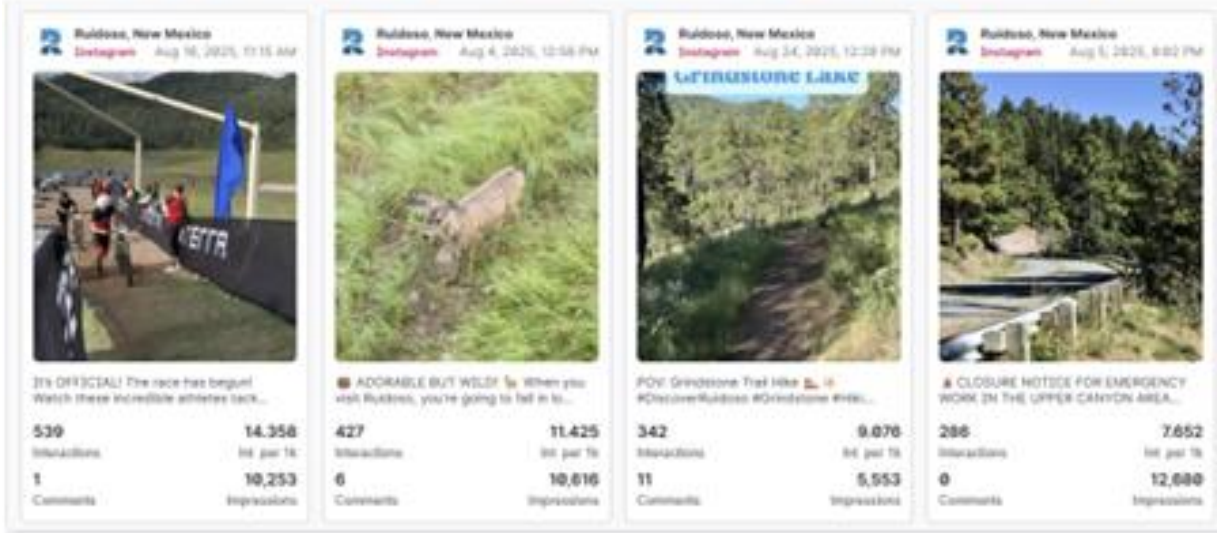 Ruidoso, New Mexico
Instagram Aug 16, 2025, 11:15 AM
It's OFFICIAL! The race has begun!
Watch these incredible athletes tack...
539 14.358
Interactions Int. per 1k
1 10,253
Comments Impressions
Ruidoso, New Mexico
Instagram Aug 4, 2025, 12:56 PM
ADORABLE BUT WILD! When you
visit Ruidoso, you're going to fall in lo...
427 11.425
Interactions Int. per 1k
6 10,616
Comments Impressions
Ruidoso, New Mexico
Instagram Aug 24, 2025, 12:28 PM
Grindstone Lake
POV: Grindstone Trail Hike
#DiscoverRuidoso #Grindstone #Hiki...
342 9.076
Interactions Int. per 1k
11 5,553
Comments Impressions
Ruidoso, New Mexico
Instagram Aug 5, 2025, 8:02 PM
CLOSURE NOTICE FOR EMERGENCY
WORK IN THE UPPER CANYON AREA...
286 7.652
Interactions Int. per 1k
0 12,680
Comments Impressions